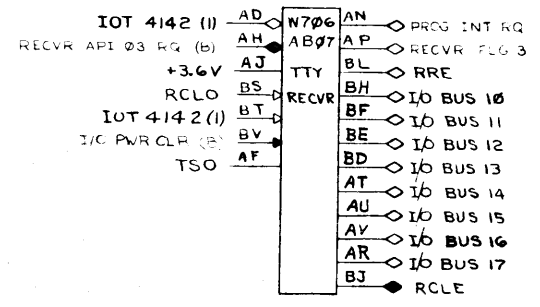 IOT 4142 (1) AD W706 AN PROG INT RQ
RECVR API Ø3 RQ (B) AH ABØ7 AP RECVR FLG 3
+3.6V AJ TTY BL RRE
RCLO BS RECVR BH I/O BUS 1Ø
IOT 4142 (1) BT BF I/O BUS 11
I/O PWR CLR (B) BV BE I/O BUS 12
TSO AF BD I/O BUS 13
AT I/O BUS 14
AU I/O BUS 15
AV I/O BUS 16
AR I/O BUS 17
BJ RCLE